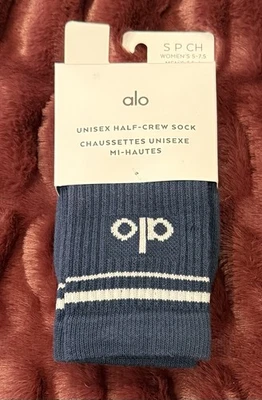 S P CH
WOMEN'S 5-7.5
alo
UNISEX HALF-CREW SOCK
CHAUSSETTES UNISEXE
MI-HAUTES
alo